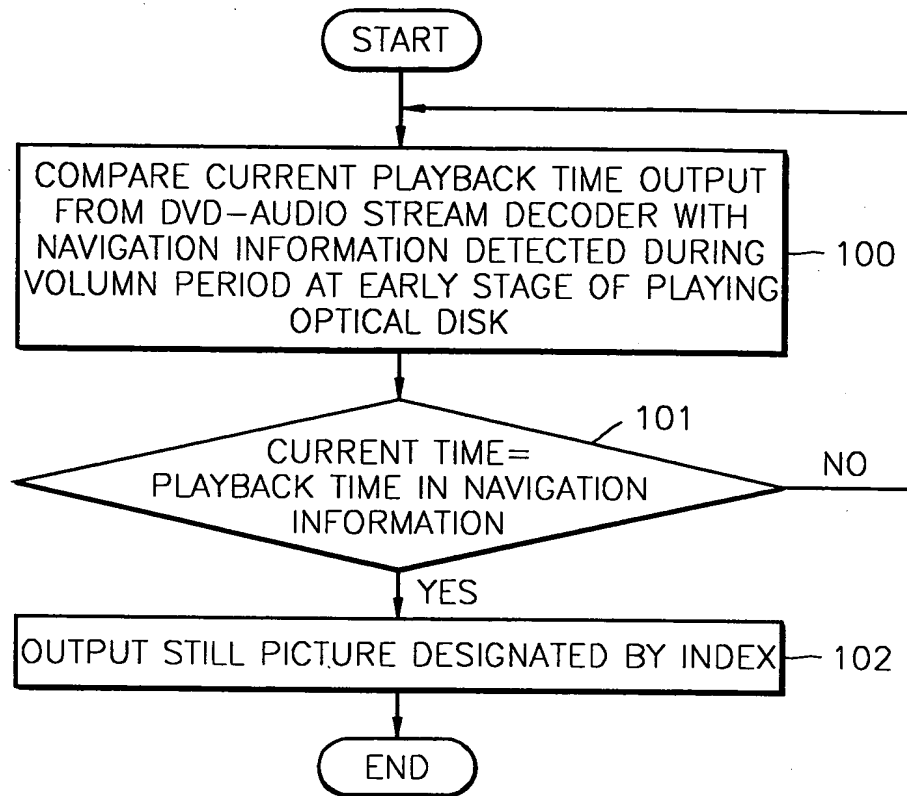 START
COMPARE CURRENT PLAYBACK TIME OUTPUT
FROM DVD-AUDIO STREAM DECODER WITH
NAVIGATION INFORMATION DETECTED DURING
VOLUMN PERIOD AT EARLY STAGE OF PLAYING
OPTICAL DISK
100
101
CURRENT TIME=
PLAYBACK TIME IN NAVIGATION
INFORMATION
NO
YES
OUTPUT STILL PICTURE DESIGNATED BY INDEX
102
END